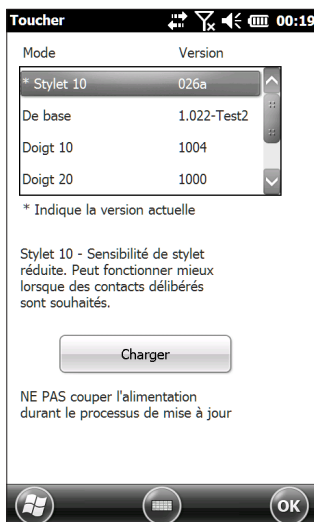 Toucher 00:19
Mode Version
* Stylet 10 026a
De base 1.022-Test2
Doigt 10 1004
Doigt 20 1000
* Indique la version actuelle
Stylet 10 - Sensibilité de stylet
réduite. Peut fonctionner mieux
lorsque des contacts délibérés
sont souhaités.
Charger
NE PAS couper l'alimentation
durant le processus de mise à jour
OK